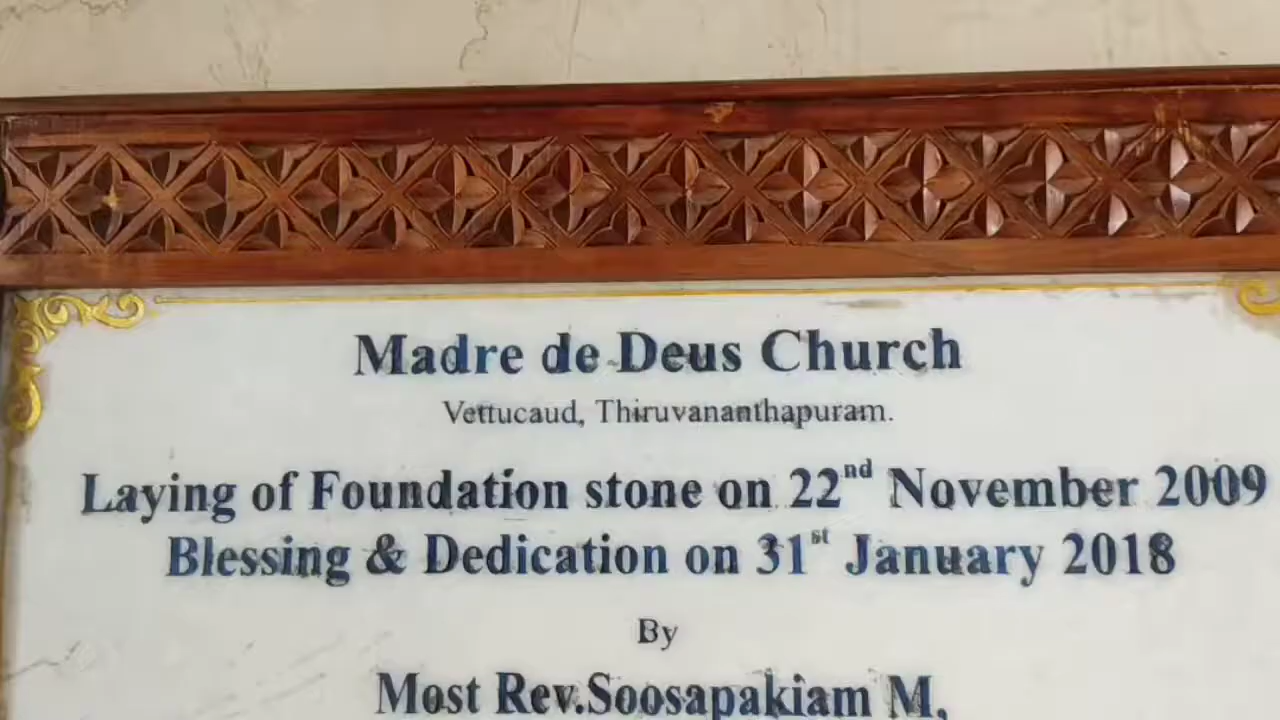 Madre de Deus Church
Vettucaud, Thiruvananthapuram.
Laying of Foundation stone on 22nd November 2009
Blessing & Dedication on 31st January 2018
By
Most Rev.Soosapakiam M,